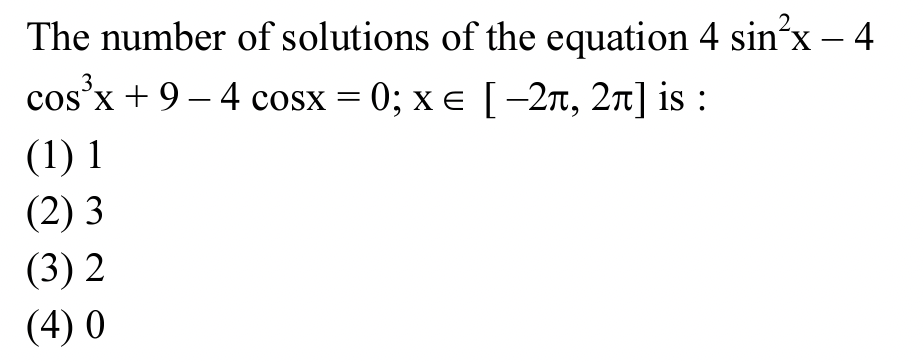 The number of solutions of the equation 4 sin²x – 4
cos³x + 9 – 4 cosx = 0; x ∈ [ –2π, 2π] is :
(1) 1
(2) 3
(3) 2
(4) 0